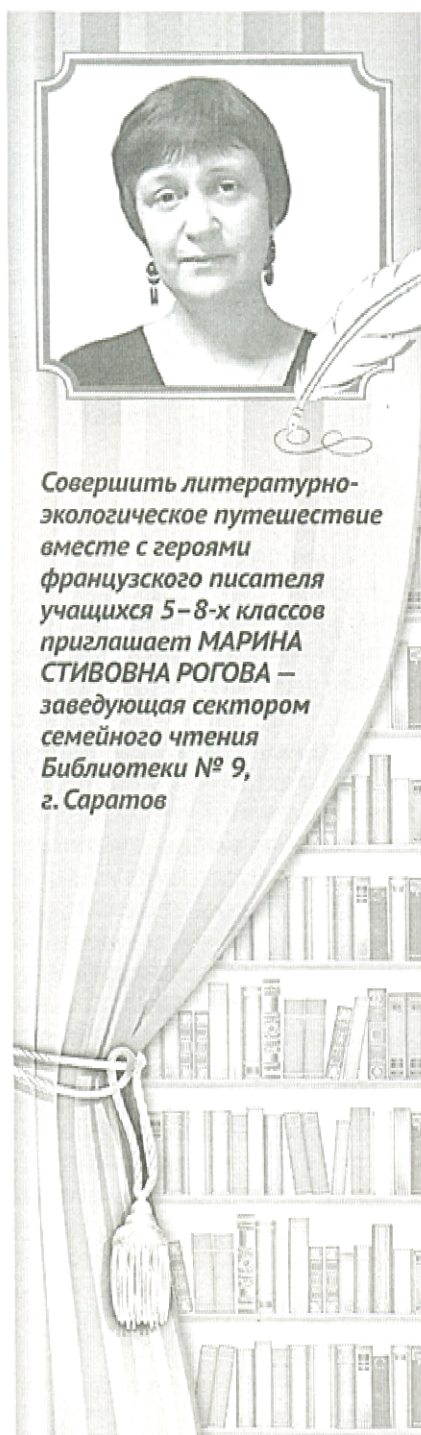 Совершить литературно-
экологическое путешествие
вместе с героями
французского писателя
учащихся 5–8-х классов
приглашает МАРИНА
СТИВОВНА РОГОВА —
заведующая сектором
семейного чтения
Библиотеки № 9,
г. Саратов